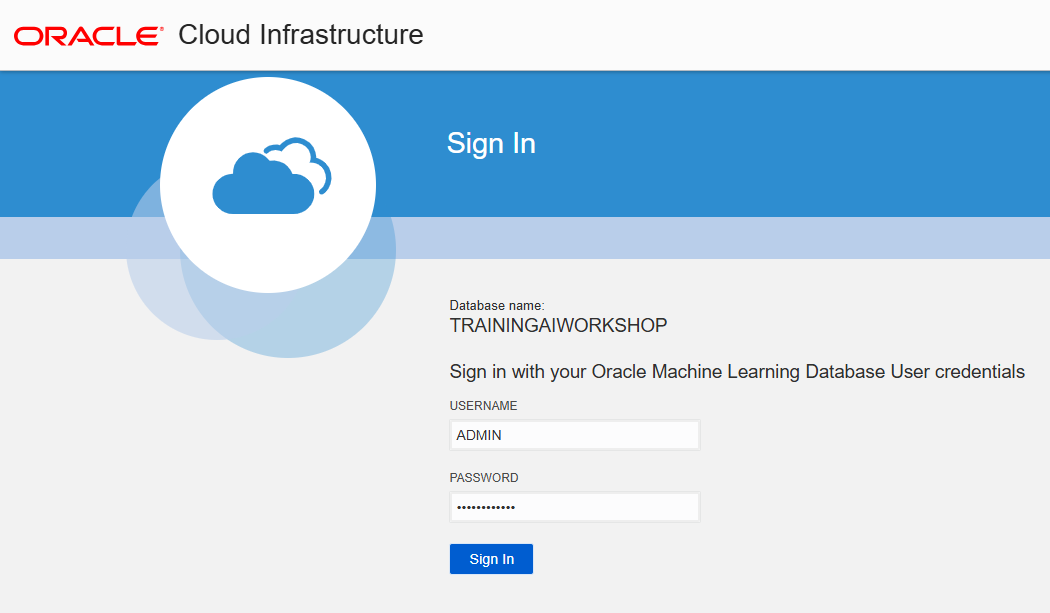 ORACLE® Cloud Infrastructure
Sign In
Database name:
TRAININGAIWORKSHOP
Sign in with your Oracle Machine Learning Database User credentials
USERNAME
ADMIN
PASSWORD
••••••••••••
Sign In